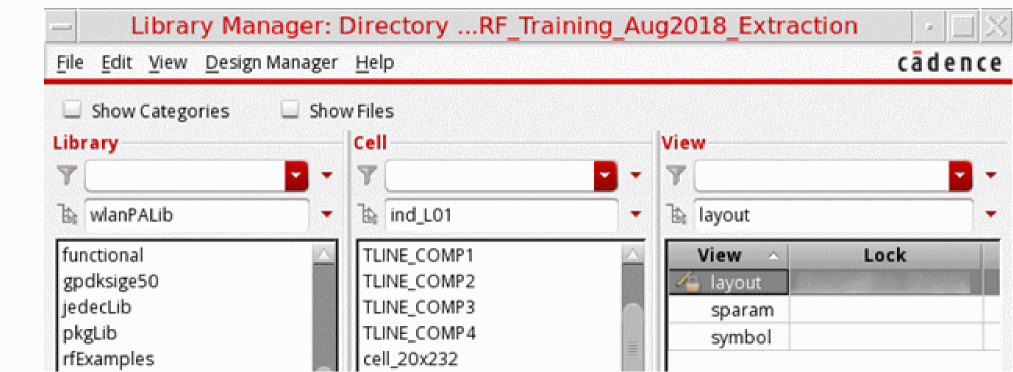 Library Manager: Directory ...RF_Training_Aug2018_Extraction
File Edit View Design Manager Help cādence
Show Categories Show Files
Library Cell View
wlanPALib ind_L01 layout
functional TLINE_COMP1 View Lock
gpdksige50 TLINE_COMP2 layout
jedecLib TLINE_COMP3 sparam
pkgLib TLINE_COMP4 symbol
rfExamples cell_20x232